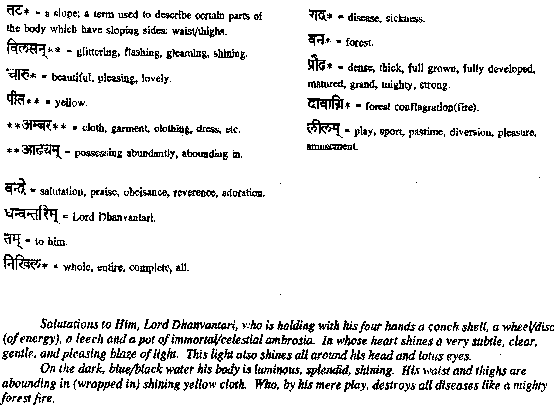 तट* = a slope; a term used to describe certain parts of
the body which have sloping sides: waist/thighs.
विलसन्** = glittering, flashing, gleaming, shining.
चारु* = beautiful, pleasing, lovely.
पीत** = yellow.
**अम्बर** = cloth, garment, clothing, dress, etc.
**आढ्यम् = possessing abundantly, abounding in.
वन्दे = salutation, praise, obeisance, reverence, adoration.
धन्वन्तरिम् = Lord Dhanvantari.
तम् = to him.
निखिल* = whole, entire, complete, all.
गद* = disease, sickness.
वन* = forest.
प्रौढ* = dense, thick, full grown, fully developed,
matured, grand, mighty, strong.
दावाग्नि* = forest conflagration(fire).
लीलम् = play, sport, pastime, diversion, pleasure,
amusement.
Salutations to Him, Lord Dhanvantari, who is holding with his four hands a conch shell, a wheel/disc
(of energy), a leech and a pot of immortal/celestial ambrosia. In whose heart shines a very subtle, clear,
gentle, and pleasing blaze of light. This light also shines all around his head and lotus eyes.
On the dark, blue/black water his body is luminous, splendid, shining. His waist and thighs are
abounding in (wrapped in) shining yellow cloth. Who, by his mere play, destroys all diseases like a mighty
forest fire.